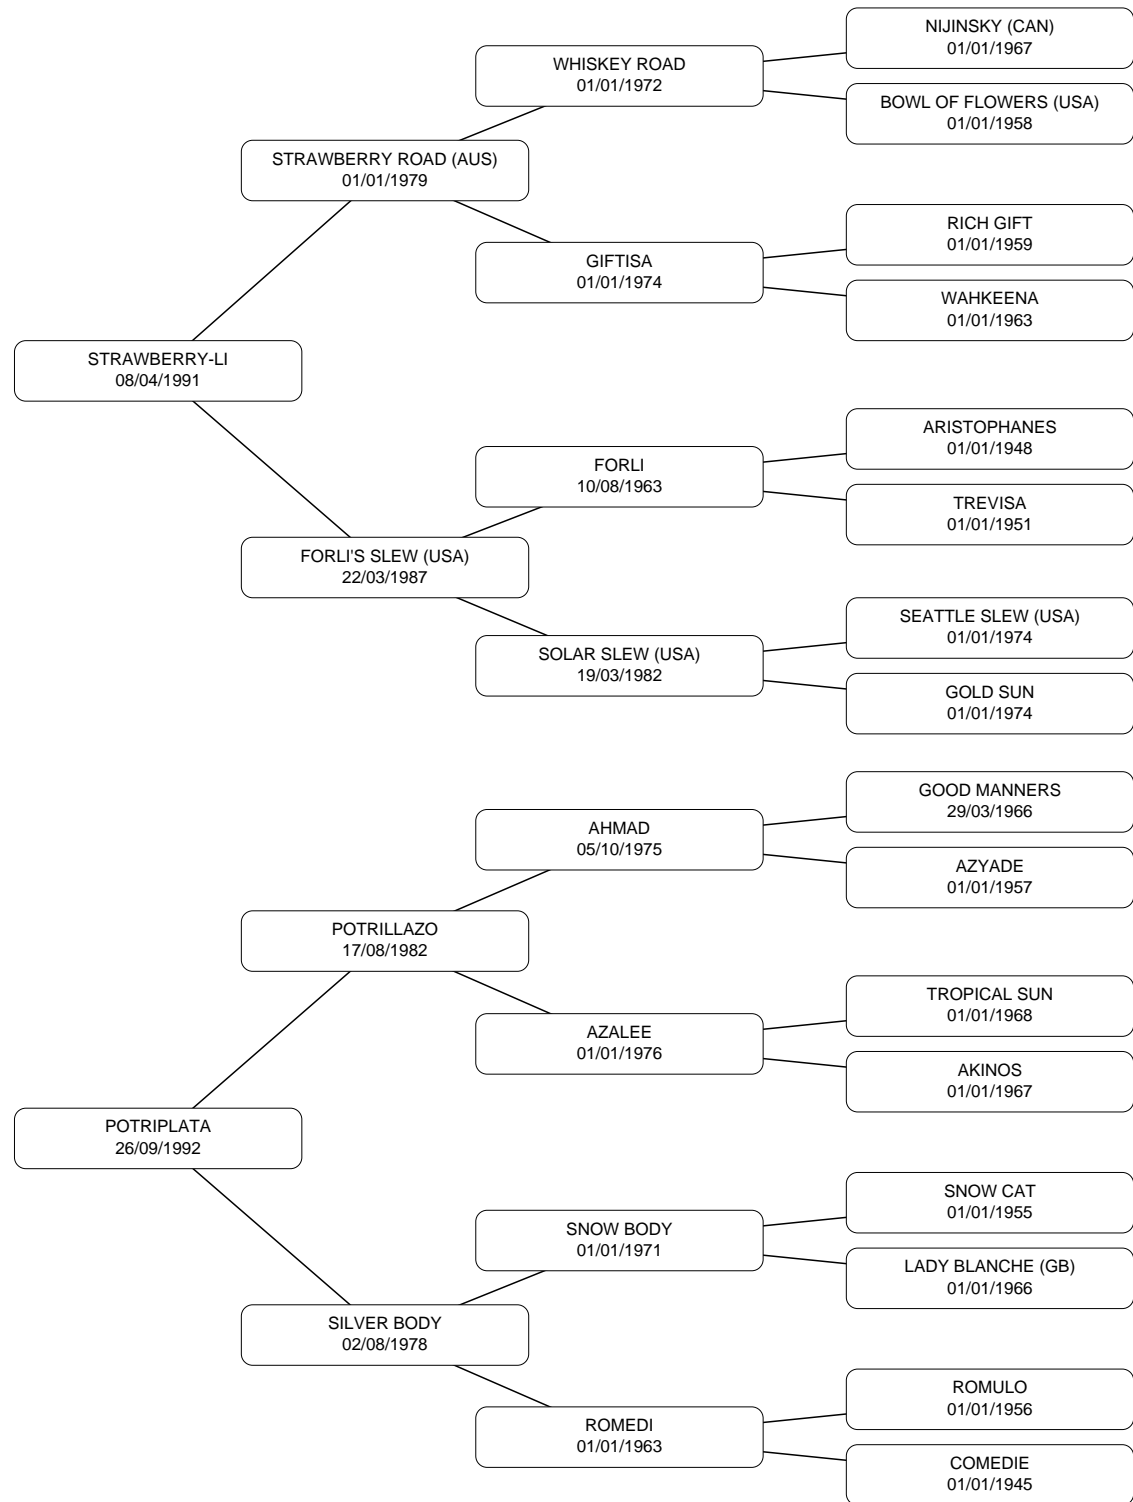 NIJINSKY (CAN)
01/01/1967
WHISKEY ROAD
01/01/1972
BOWL OF FLOWERS (USA)
01/01/1958
STRAWBERRY ROAD (AUS)
01/01/1979
RICH GIFT
01/01/1959
GIFTISA
01/01/1974
WAHKEENA
01/01/1963
STRAWBERRY-LI
08/04/1991
ARISTOPHANES
01/01/1948
FORLI
10/08/1963
TREVISA
01/01/1951
FORLI'S SLEW (USA)
22/03/1987
SEATTLE SLEW (USA)
01/01/1974
SOLAR SLEW (USA)
19/03/1982
GOLD SUN
01/01/1974
GOOD MANNERS
29/03/1966
AHMAD
05/10/1975
AZYADE
01/01/1957
POTRILLAZO
17/08/1982
TROPICAL SUN
01/01/1968
AZALEE
01/01/1976
AKINOS
01/01/1967
POTRIPLATA
26/09/1992
SNOW CAT
01/01/1955
SNOW BODY
01/01/1971
LADY BLANCHE (GB)
01/01/1966
SILVER BODY
02/08/1978
ROMULO
01/01/1956
ROMEDI
01/01/1963
COMEDIE
01/01/1945